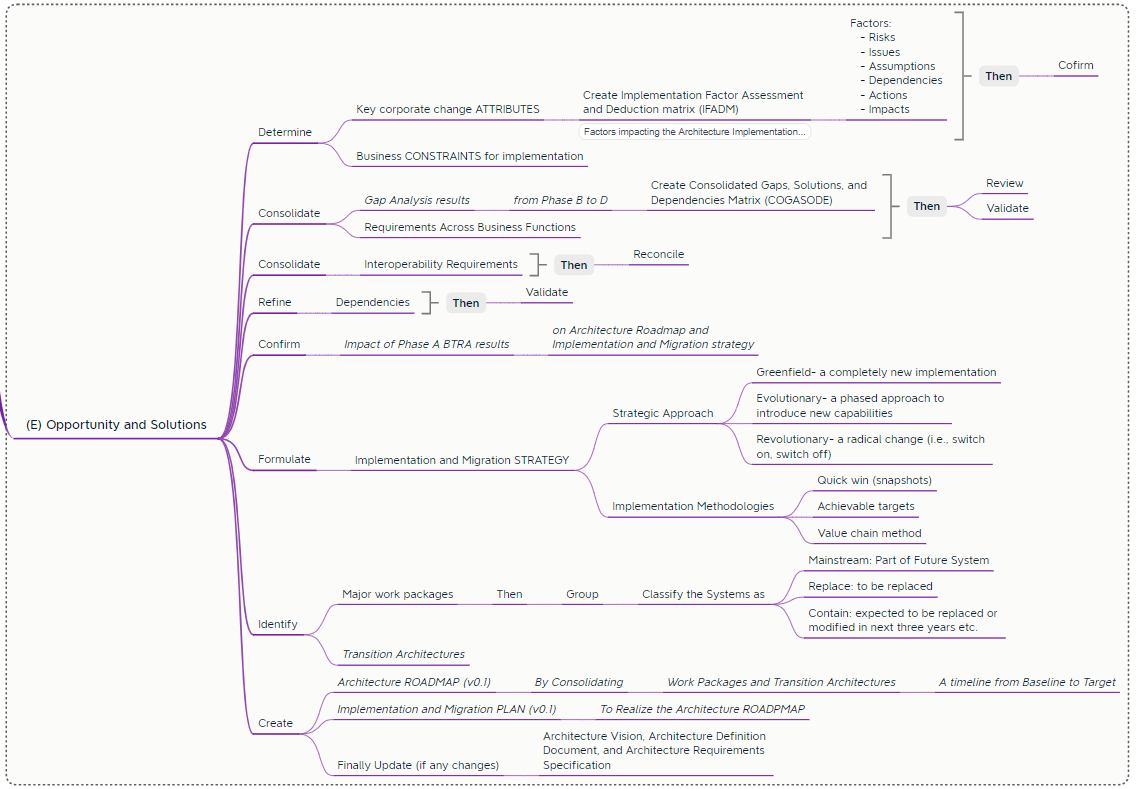 (E) Opportunity and Solutions
Determine
Key corporate change ATTRIBUTES
Create Implementation Factor Assessment
and Deduction matrix (IFADM)
Factors impacting the Architecture Implementation...
Factors:
- Risks
- Issues
- Assumptions
- Dependencies
- Actions
- Impacts
Business CONSTRAINTS for implementation
Then
Cofirm
Consolidate
Gap Analysis results
from Phase B to D
Create Consolidated Gaps, Solutions, and
Dependencies Matrix (COGASODE)
Requirements Across Business Functions
Then
Review
Validate
Consolidate
Interoperability Requirements
Then
Reconcile
Refine
Dependencies
Then
Validate
Confirm
Impact of Phase A BTRA results
on Architecture Roadmap and
Implementation and Migration strategy
Formulate
Implementation and Migration STRATEGY
Strategic Approach
Greenfield- a completely new implementation
Evolutionary- a phased approach to
introduce new capabilities
Revolutionary- a radical change (i.e., switch
on, switch off)
Implementation Methodologies
Quick win (snapshots)
Achievable targets
Value chain method
Identify
Major work packages
Then
Group
Classify the Systems as
Mainstream: Part of Future System
Replace: to be replaced
Contain: expected to be replaced or
modified in next three years etc.
Transition Architectures
Create
Architecture ROADMAP (v0.1)
By Consolidating
Work Packages and Transition Architectures
A timeline from Baseline to Target
Implementation and Migration PLAN (v0.1)
To Realize the Architecture ROADPMAP
Finally Update (if any changes)
Architecture Vision, Architecture Definition
Document, and Architecture Requirements
Specification